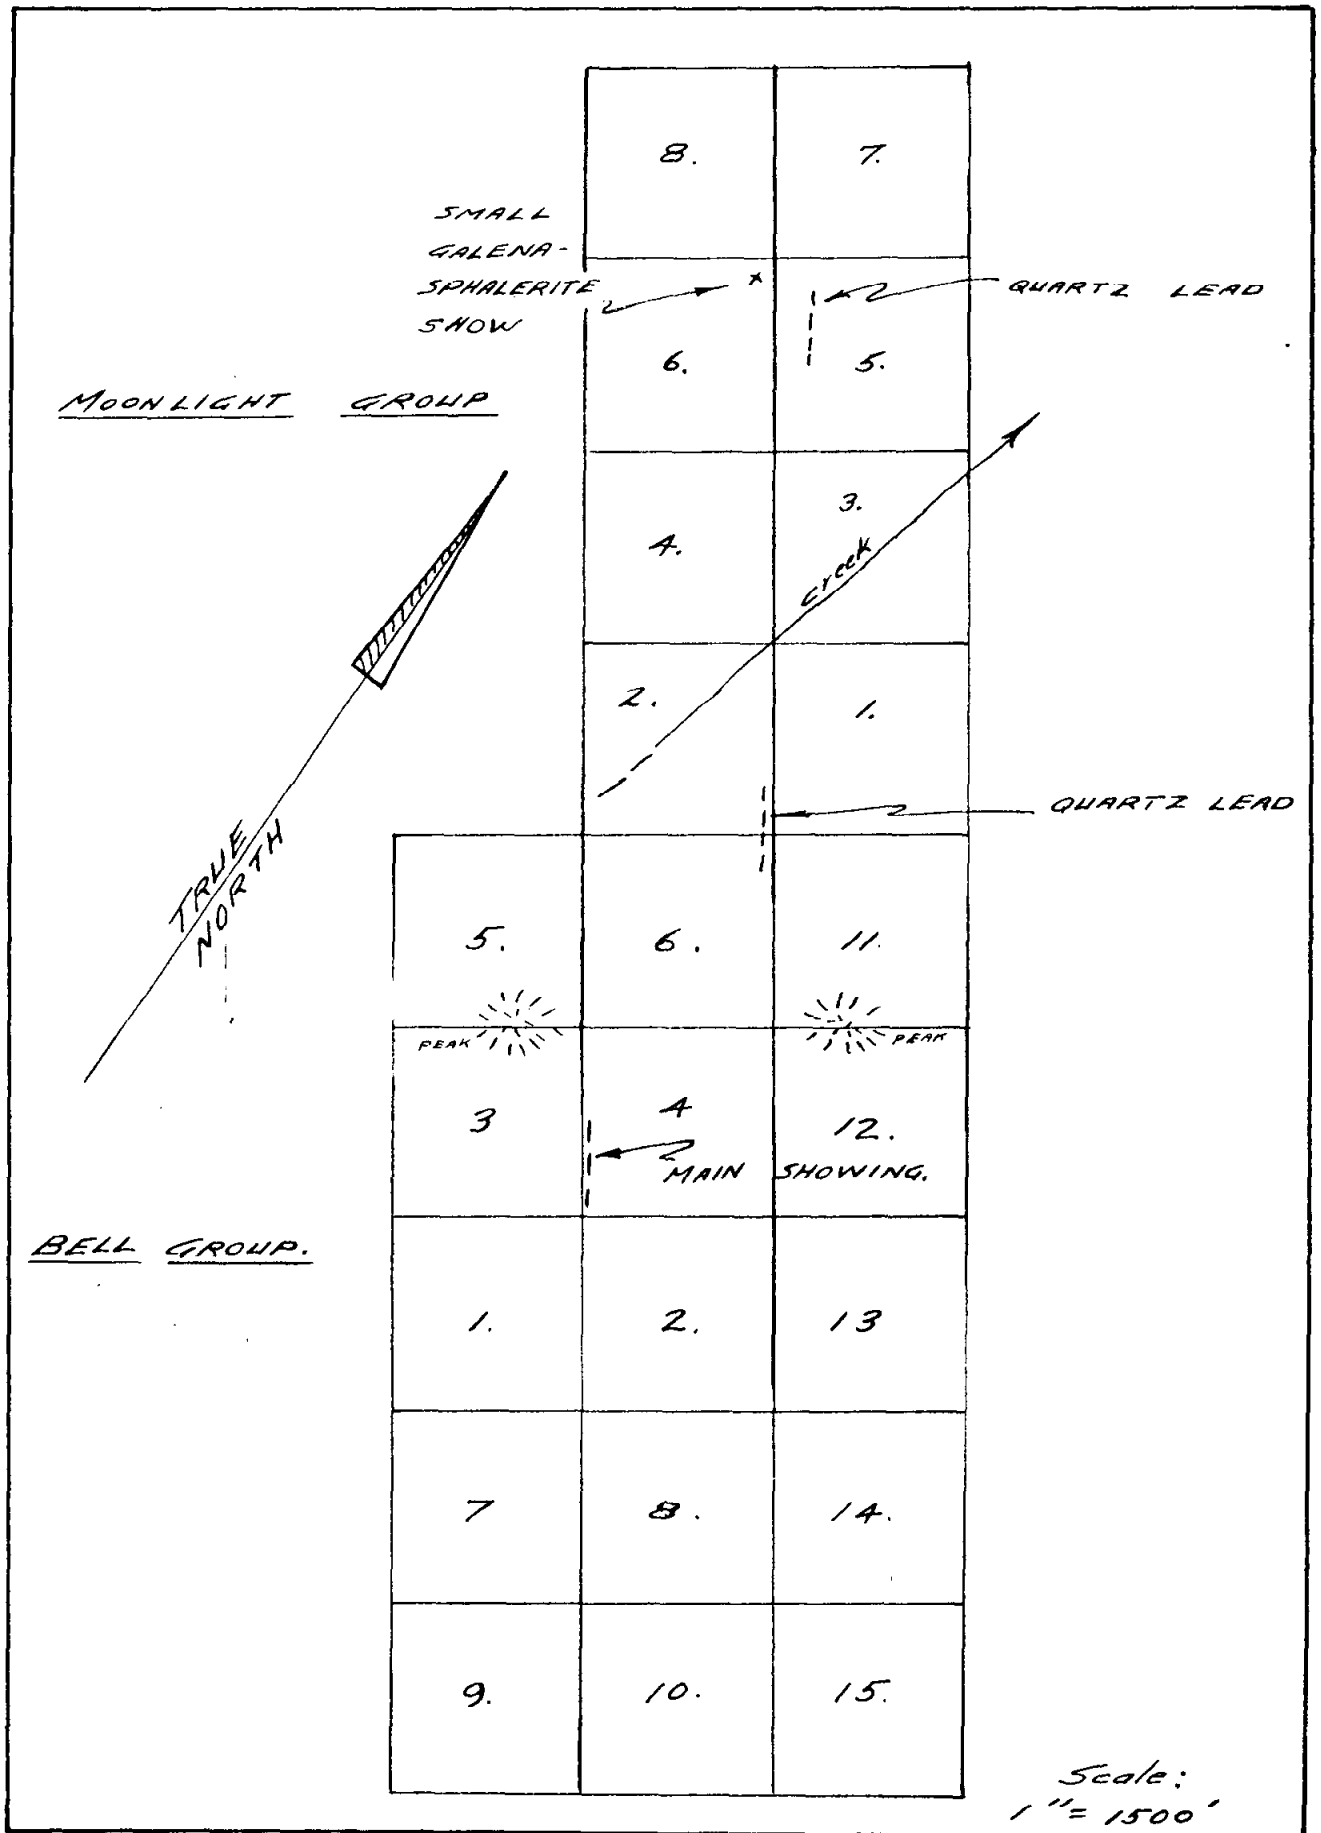 8. 7.
SMALL
GALENA-
SPHALERITE
SHOW
QUARTZ LEAD
6. 5.
MOONLIGHT GROUP
3.
4.
creek
2. 1.
QUARTZ LEAD
TRUE
NORTH
5. 6. 11.
PEAK PEAK
3 4 12.
MAIN SHOWING.
BELL GROUP.
1. 2. 13
7 8. 14.
9. 10. 15.
Scale:
1" = 1500'